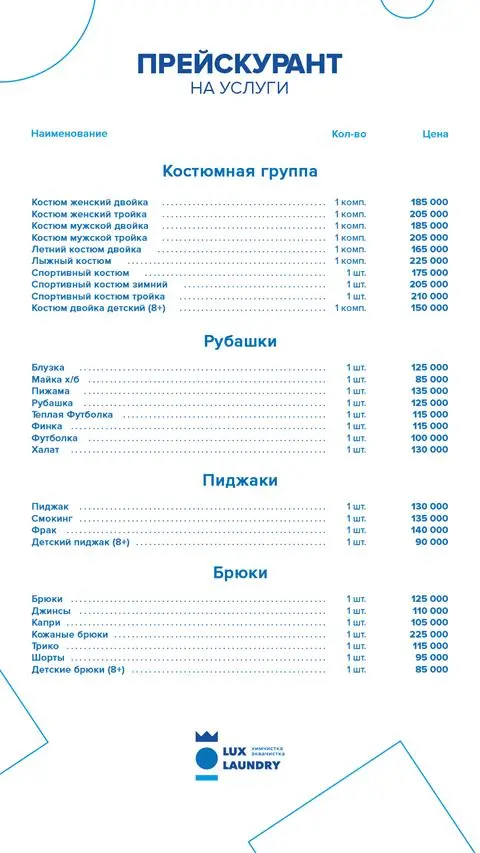 ПРЕЙСКУРАНТ
НА УСЛУГИ
Наименование Кол-во Цена
Костюмная группа
Костюм женский двойка 1 комп. 185 000
Костюм женский тройка 1 комп. 205 000
Костюм мужской двойка 1 комп. 185 000
Костюм мужской тройка 1 комп. 205 000
Летний костюм двойка 1 комп. 165 000
Лыжный костюм 1 комп. 225 000
Спортивный костюм 1 шт. 175 000
Спортивный костюм зимний 1 шт. 205 000
Спортивный костюм тройка 1 шт. 210 000
Костюм двойка детский (8+) 1 комп. 150 000
Рубашки
Блузка 1 шт. 125 000
Майка х/б 1 шт. 85 000
Пижама 1 шт. 135 000
Рубашка 1 шт. 125 000
Теплая Футболка 1 шт. 115 000
Финка 1 шт. 115 000
Футболка 1 шт. 100 000
Халат 1 шт. 130 000
Пиджаки
Пиджак 1 шт. 130 000
Смокинг 1 шт. 135 000
Фрак 1 шт. 140 000
Детский пиджак (8+) 1 шт. 90 000
Брюки
Брюки 1 шт. 125 000
Джинсы 1 шт. 110 000
Капри 1 шт. 105 000
Кожаные брюки 1 шт. 225 000
Трико 1 шт. 115 000
Шорты 1 шт. 95 000
Детские брюки (8+) 1 шт. 85 000
LUX химчистка
аквачистка
LAUNDRY